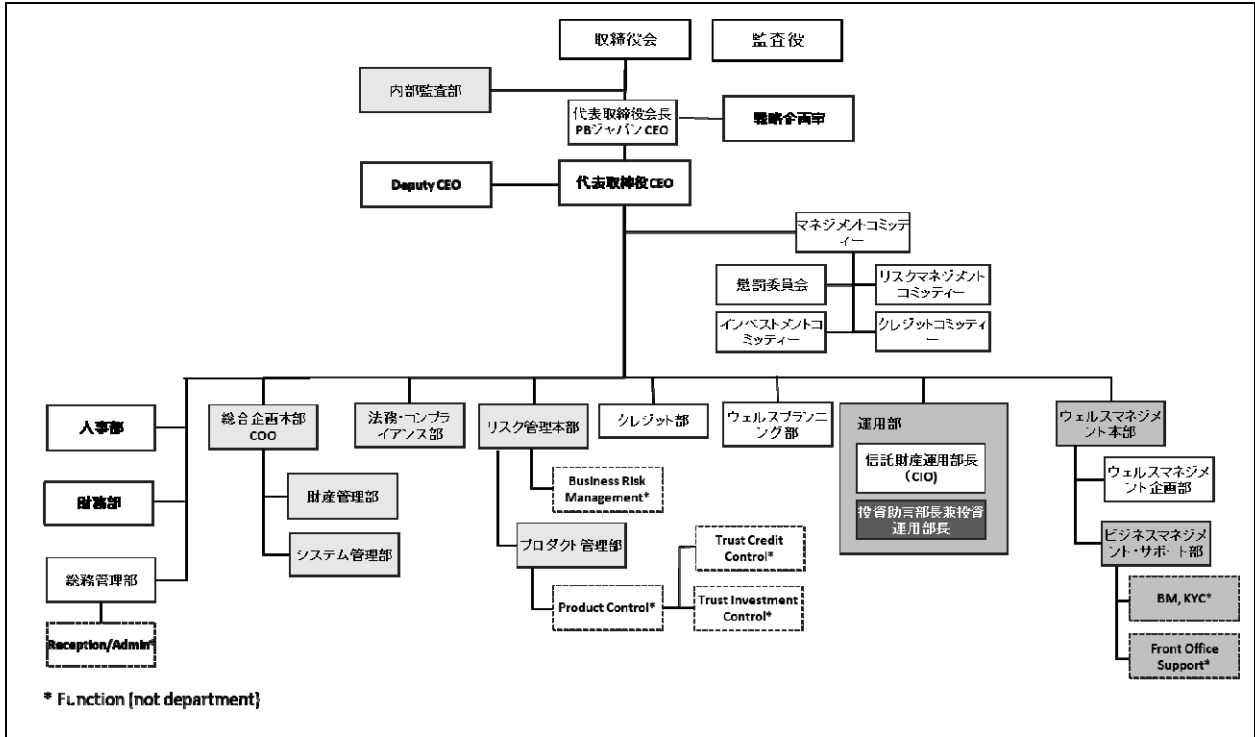 取締役会
監査役
内部監査部
代表取締役会長
PBジャパン CEO
戦略企画室
Deputy CEO
代表取締役CEO
マネジメントコミッテ
ィー
懲罰委員会
リスクマネジメント
コミッティー
インベストメントコ
ミッティー
クレジットコミッティ
ー
人事部
総合企画本部
COO
法務・コンプラ
イアンス部
リスク管理本部
クレジット部
ウェルスプランニ
ング部
運用部
ウェルスマネジメ
ント本部
信託財産運用部長
(CIO)
投資助言部長兼投資
運用部長
Business Risk
Management*
ウェルスマネジメ
ント企画部
財務部
財産管理部
プロダクト管理部
システム管理部
Trust Credit
Control*
ビジネスマネジメ
ント・サポート部
総務管理部
Product Control*
Trust Investment
Control*
BM, KYC*
Reception/Admin*
Front Office
Support*
* Function (not department)